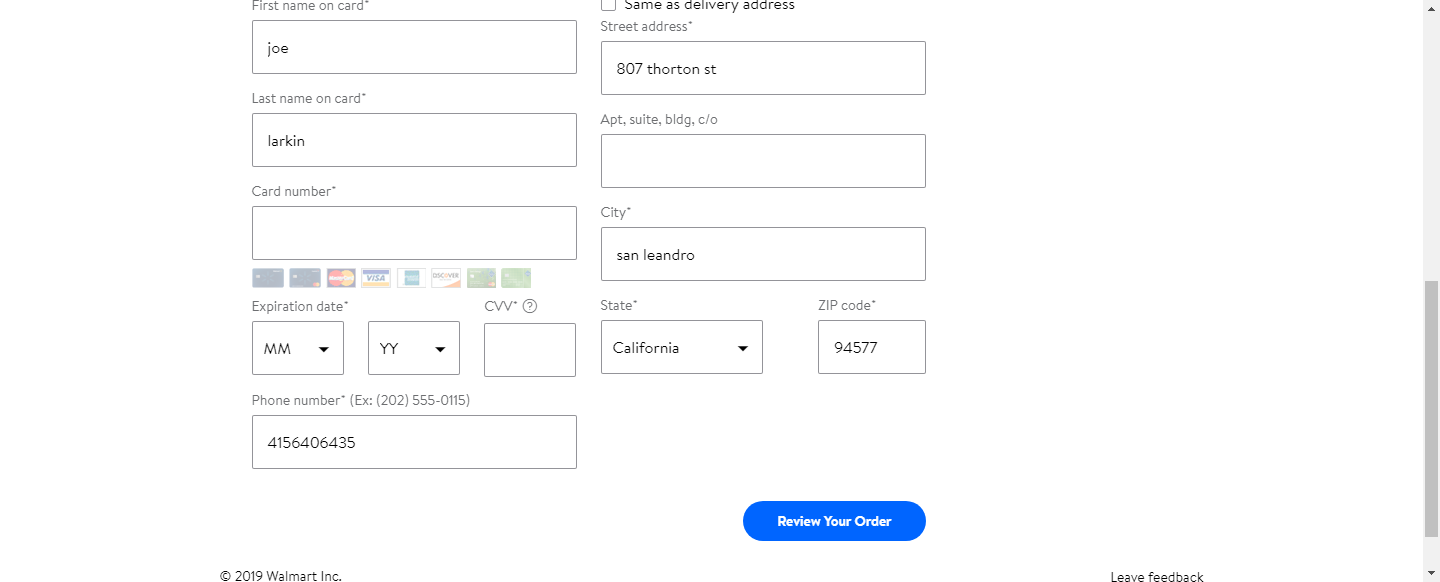 First name on card*
joe
Last name on card*
larkin
Card number*
VISA
DISCOVER
Expiration date*
CVV*
MM
YY
Phone number* (Ex: (202) 555-0115)
4156406435
Same as delivery address
Street address*
807 thorton st
Apt, suite, bldg, c/o
City*
san leandro
State*
ZIP code*
California
94577
Review Your Order
© 2019 Walmart Inc.
Leave feedback